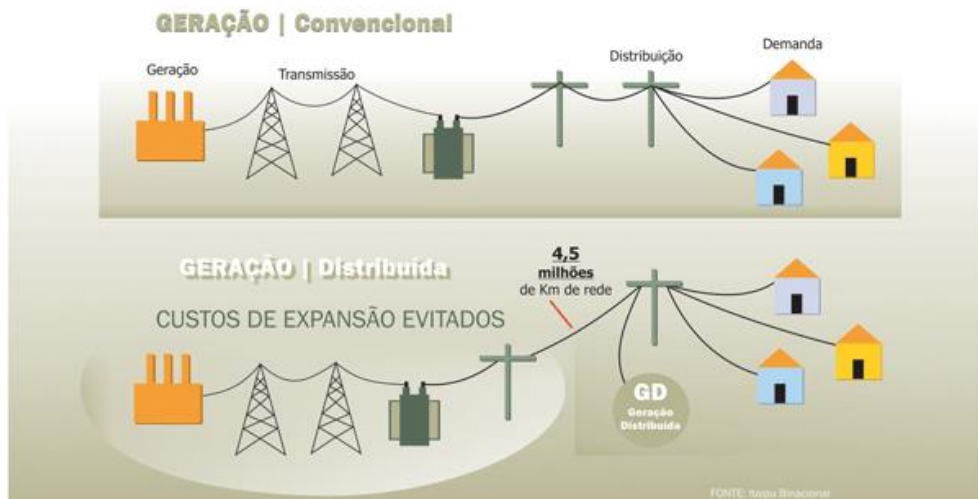 GERAÇÃO | Convencional
Geração
Transmissão
Distribuição
Demanda
GERAÇÃO | Distribuída
4,5
milhões
de Km de rede
CUSTOS DE EXPANSÃO EVITADOS
GD
Geração
Distribuída
FONTE: Itaipu Binacional